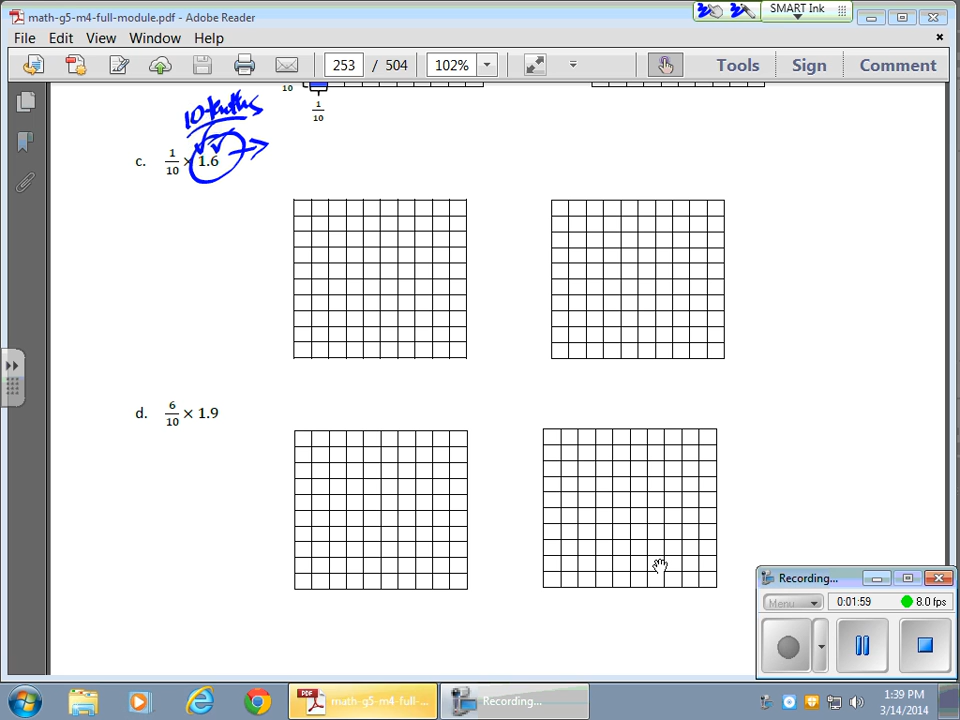 math-g5-m4-full-module.pdf - Adobe Reader
SMART Ink
File Edit View Window Help
253 / 504 102% Tools Sign Comment
10
1
10
10 tenths
c. 1/10 × 1.6
d. 6/10 × 1.9
Recording...
Menu 0:01:59 8.0 fps
PDF math-g5-m4-full-... Recording...
1:39 PM
3/14/2014